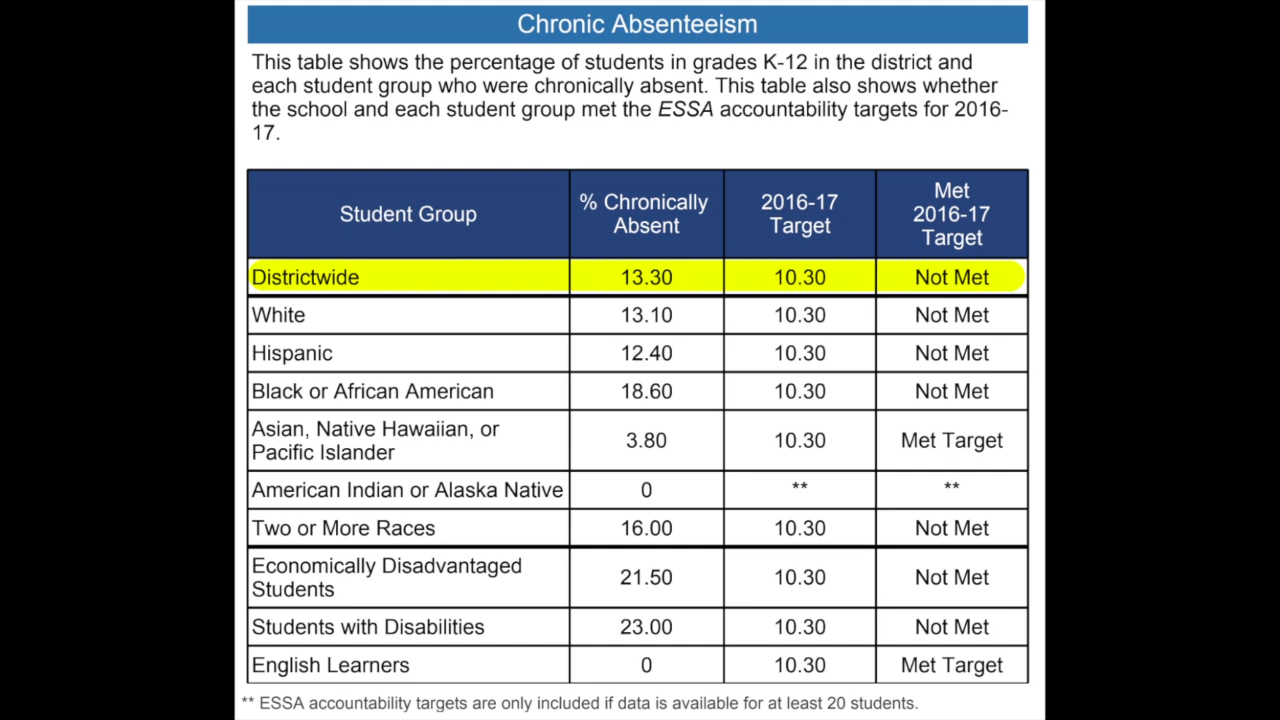 Chronic Absenteeism
This table shows the percentage of students in grades K-12 in the district and
each student group who were chronically absent. This table also shows whether
the school and each student group met the ESSA accountability targets for 2016-
17.
Student Group % Chronically Absent 2016-17 Target Met 2016-17 Target
Districtwide 13.30 10.30 Not Met
White 13.10 10.30 Not Met
Hispanic 12.40 10.30 Not Met
Black or African American 18.60 10.30 Not Met
Asian, Native Hawaiian, or Pacific Islander 3.80 10.30 Met Target
American Indian or Alaska Native 0 ** **
Two or More Races 16.00 10.30 Not Met
Economically Disadvantaged Students 21.50 10.30 Not Met
Students with Disabilities 23.00 10.30 Not Met
English Learners 0 10.30 Met Target
** ESSA accountability targets are only included if data is available for at least 20 students.